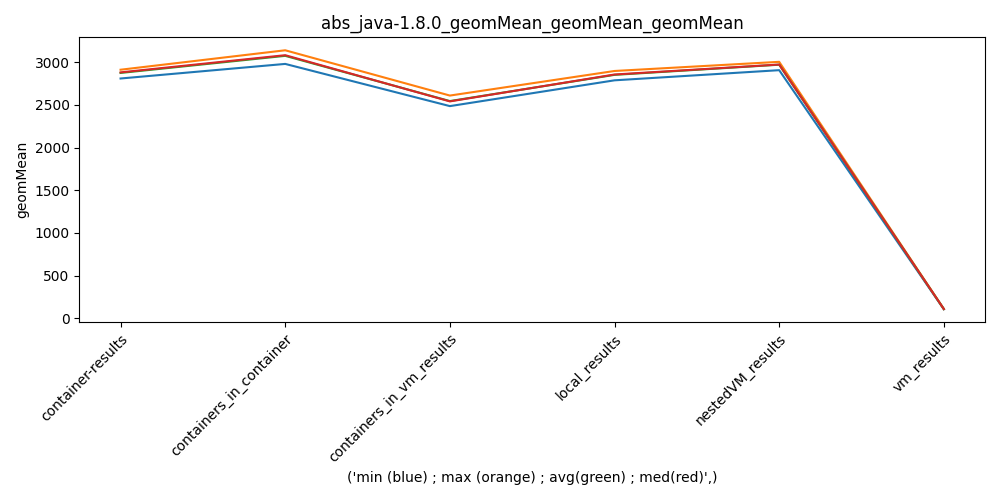 abs_java-1.8.0_geomMean_geomMean_geomMean
geomMean
3000
2500
2000
1500
1000
500
0
container-results
containers_in_container
containers_in_vm_results
local_results
nestedVM_results
vm_results
('min (blue) ; max (orange) ; avg(green) ; med(red)',)